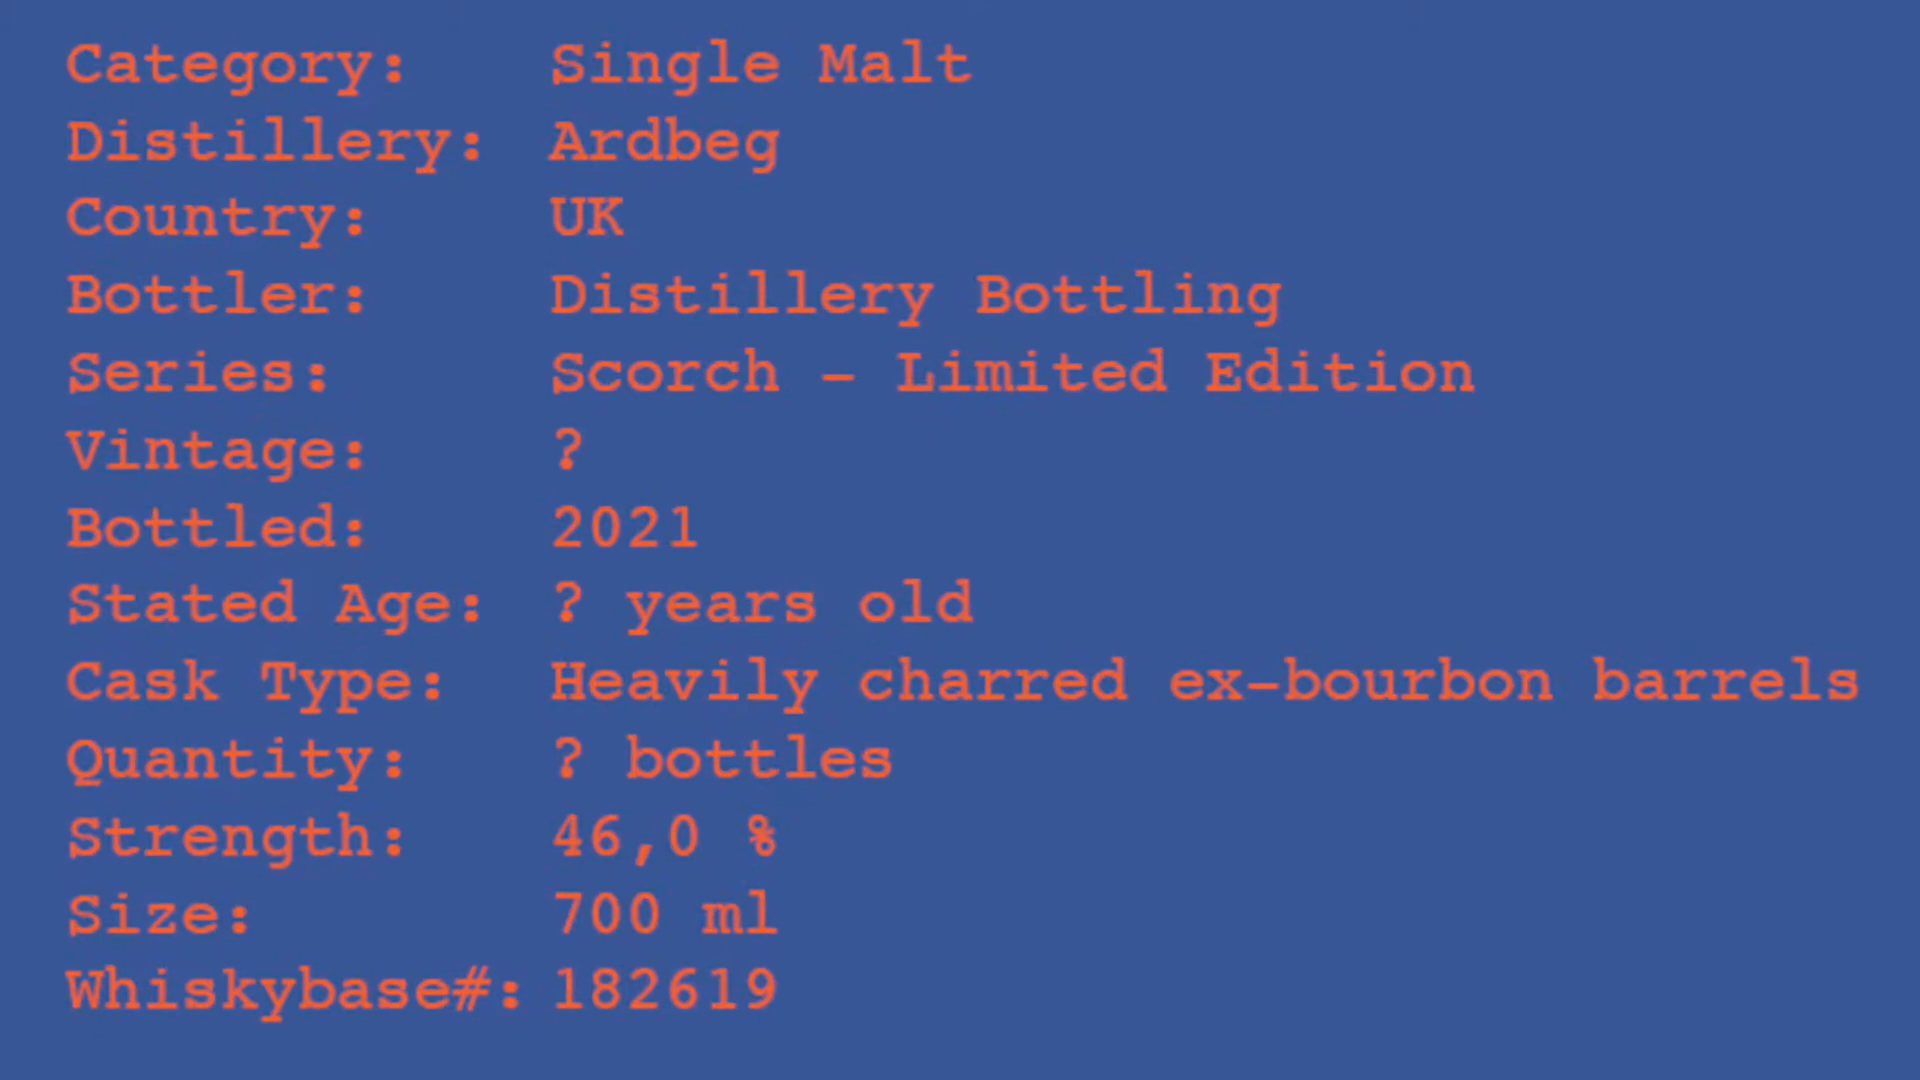 Category: Single Malt
Distillery: Ardbeg
Country: UK
Bottler: Distillery Bottling
Series: Scorch - Limited Edition
Vintage: ?
Bottled: 2021
Stated Age: ? years old
Cask Type: Heavily charred ex-bourbon barrels
Quantity: ? bottles
Strength: 46,0 %
Size: 700 ml
Whiskybase#: 182619